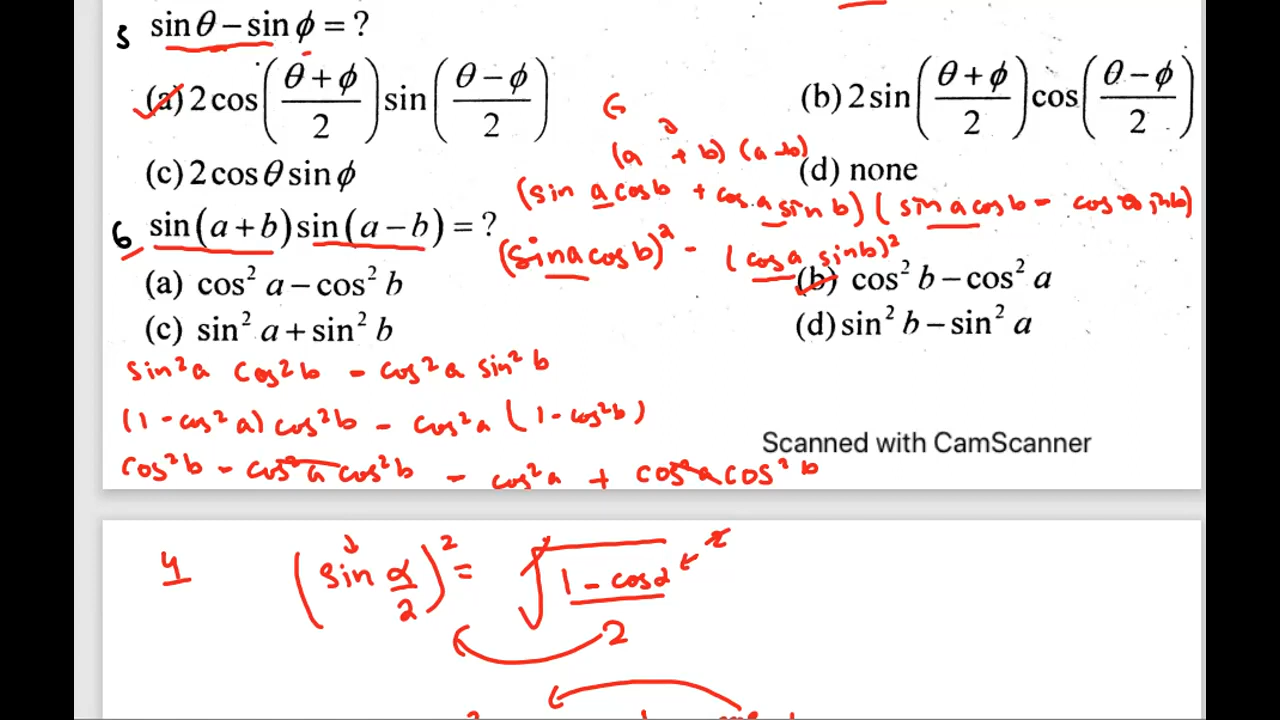 5 sinθ − sinϕ = ?
(a) 2cos((θ+ϕ)/2) sin((θ−ϕ)/2)
(b) 2sin((θ+ϕ)/2) cos((θ−ϕ)/2)
(c) 2cosθ sinϕ
(d) none
6 sin(a+b)sin(a−b) = ?
(a) cos² a − cos² b
(b) cos² b − cos² a
(c) sin² a + sin² b
(d) sin² b − sin² a
6
(a + b) (a - b)
(sin a cos b + cos a sin b) (sin a cos b - cos a sin b)
(sin a cos b)² - (cos a sin b)²
sin²a cos²b - cos²a sin²b
(1 - cos²a) cos²b - cos²a (1 - cos²b)
cos²b - cos²a cos²b - cos²a + cos²a cos²b
Scanned with CamScanner
4 (sin α/2)² = √(1 - cosα) 2
2